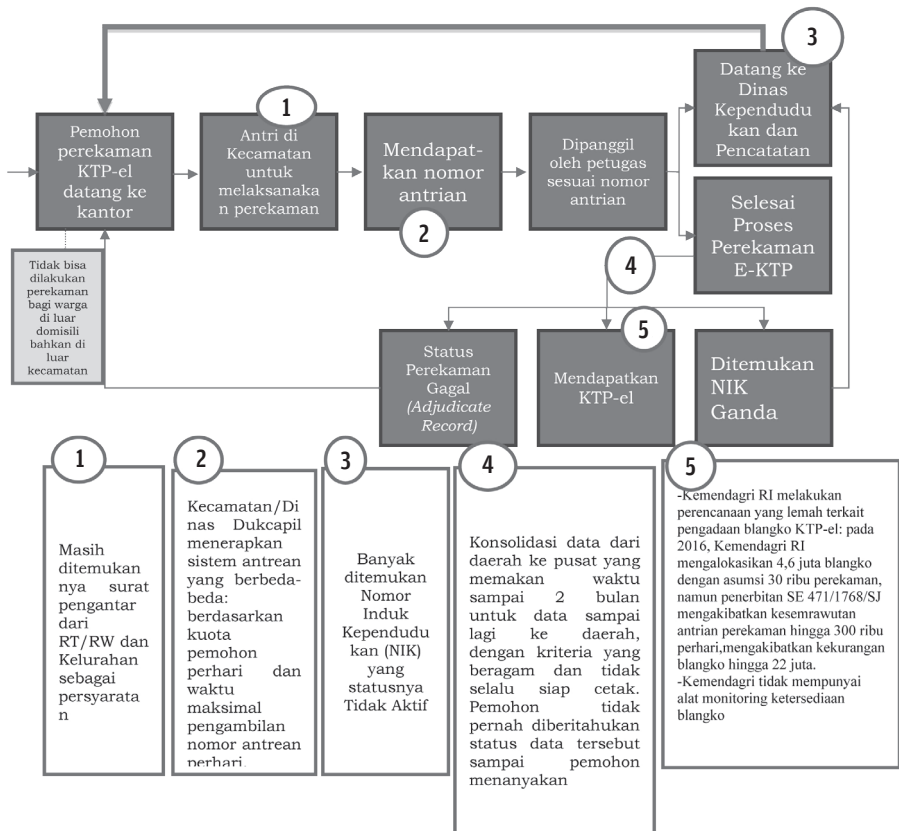 3
Datang ke
Dinas
Kependudu
kan dan
Pencatatan
1
Pemohon
perekaman
KTP-el
datang ke
kantor
Antri di
Kecamatan
untuk
melaksanaka
n perekaman
Mendapat-
kan nomor
antrian
2
Dipanggil
oleh petugas
sesuai nomor
antrian
Selesai
Proses
Perekaman
E-KTP
4
Tidak bisa
dilakukan
perekaman
bagi warga
di luar
domisili
bahkan di
luar
kecamatan
5
Status
Perekaman
Gagal
(Adjudicate
Record)
Mendapatkan
KTP-el
Ditemukan
NIK
Ganda
1
Masih
ditemukan
nya surat
pengantar
dari
RT/RW dan
Kelurahan
sebagai
persyarata
n
2
Kecamatan/Di
nas Dukcapil
menerapkan
sistem antrean
yang berbeda-
beda:
berdasarkan
kuota
pemohon
perhari dan
waktu
maksimal
pengambilan
nomor antrean
perhari.
3
Banyak
ditemukan
Nomor
Induk
Kependudu
kan (NIK)
yang
statusnya
Tidak Aktif
4
Konsolidasi data dari
daerah ke pusat yang
memakan waktu
sampai 2 bulan
untuk data sampai
lagi ke daerah,
dengan kriteria yang
beragam dan tidak
selalu siap cetak.
Pemohon tidak
pernah diberitahukan
status data tersebut
sampai pemohon
menanyakan
5
-Kemendagri RI melakukan
perencanaan yang lemah terkait
pengadaan blangko KTP-el: pada
2016, Kemendagri RI
mengalokasikan 4,6 juta blangko
dengan asumsi 30 ribu perekaman,
namun penerbitan SE 471/1768/SJ
mengakibatkan kesemrawutan
antrian perekaman hingga 300 ribu
perhari,mengakibatkan kekurangan
blangko hingga 22 juta.
-Kemendagri tidak mempunyai
alat monitoring ketersediaan
blangko